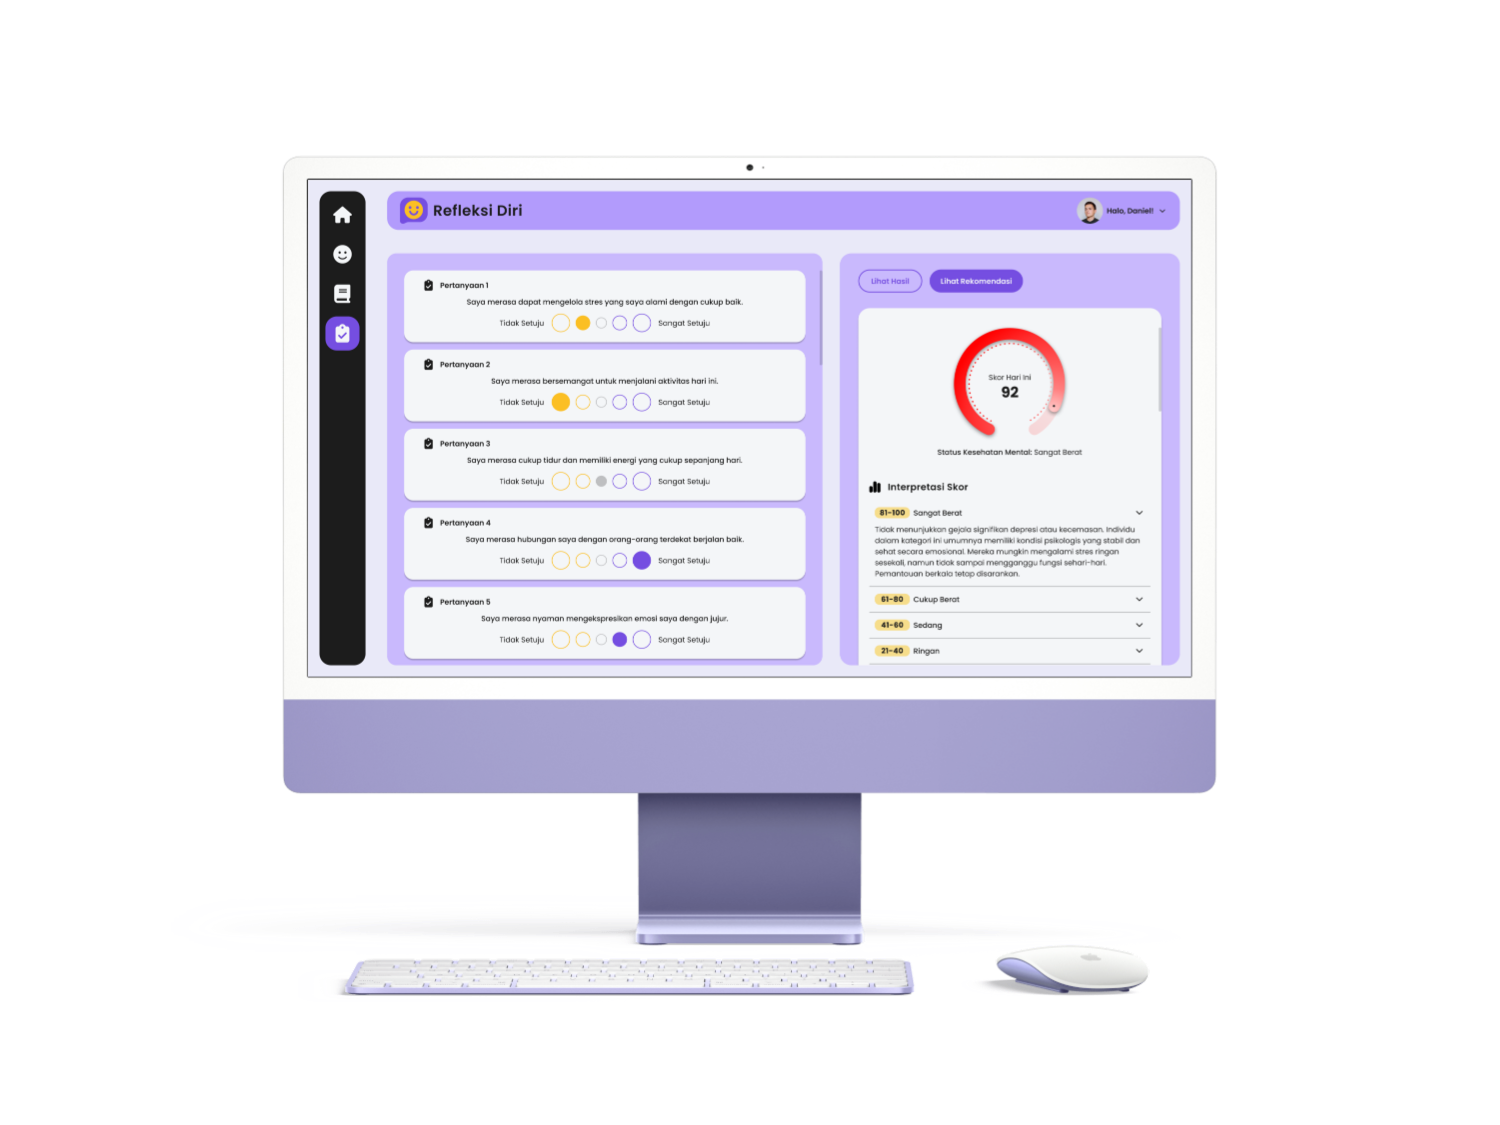 Refleksi Diri
Halo, Daniel!
Pertanyaan 1
Saya merasa dapat mengelola stres yang saya alami dengan cukup baik.
Tidak Setuju
Sangat Setuju
Pertanyaan 2
Saya merasa bersemangat untuk menjalani aktivitas hari ini.
Tidak Setuju
Sangat Setuju
Pertanyaan 3
Saya merasa cukup tidur dan memiliki energi yang cukup sepanjang hari.
Tidak Setuju
Sangat Setuju
Pertanyaan 4
Saya merasa hubungan saya dengan orang-orang terdekat berjalan baik.
Tidak Setuju
Sangat Setuju
Pertanyaan 5
Saya merasa nyaman mengekspresikan emosi saya dengan jujur.
Tidak Setuju
Sangat Setuju
Lihat Hasil
Lihat Rekomendasi
Skor Hari Ini
92
Status Kesehatan Mental: Sangat Berat
Interpretasi Skor
81-100 Sangat Berat
Tidak menunjukkan gejala signifikan depresi atau kecemasan. Individu
dalam kategori ini umumnya memiliki kondisi psikologis yang stabil dan
sehat secara emosional. Mereka mungkin mengalami stres ringan
sesekali, namun tidak sampai mengganggu fungsi sehari-hari.
Pemantauan berkala tetap disarankan.
61-80 Cukup Berat
41-60 Sedang
21-40 Ringan